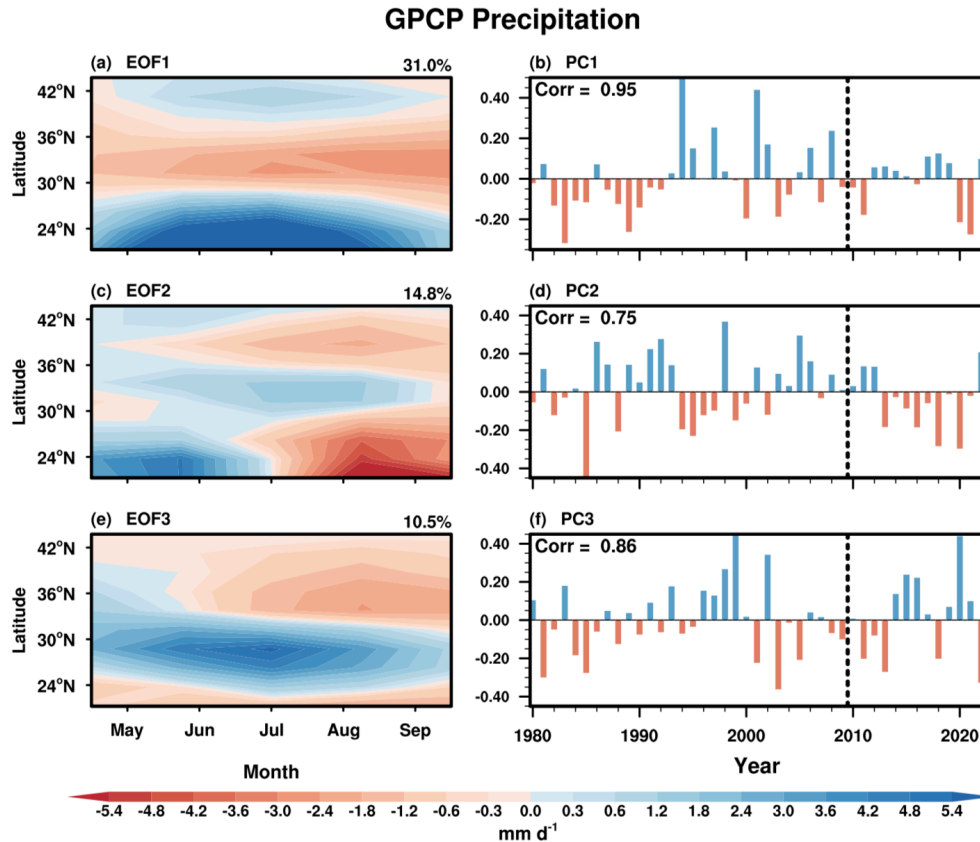 GPCP Precipitation
(a) EOF1 31.0%
42°N
36°N
30°N
24°N
Latitude
(b) PC1
Corr = 0.95
0.40
0.20
0.00
-0.20
(c) EOF2 14.8%
42°N
36°N
30°N
24°N
Latitude
(d) PC2
Corr = 0.75
0.40
0.20
0.00
-0.20
-0.40
(e) EOF3 10.5%
42°N
36°N
30°N
24°N
Latitude
May Jun Jul Aug Sep
Month
(f) PC3
Corr = 0.86
0.40
0.20
0.00
-0.20
-0.40
1980 1990 2000 2010 2020
Year
-5.4 -4.8 -4.2 -3.6 -3.0 -2.4 -1.8 -1.2 -0.6 -0.3 0.0 0.3 0.6 1.2 1.8 2.4 3.0 3.6 4.2 4.8 5.4
mm d⁻¹